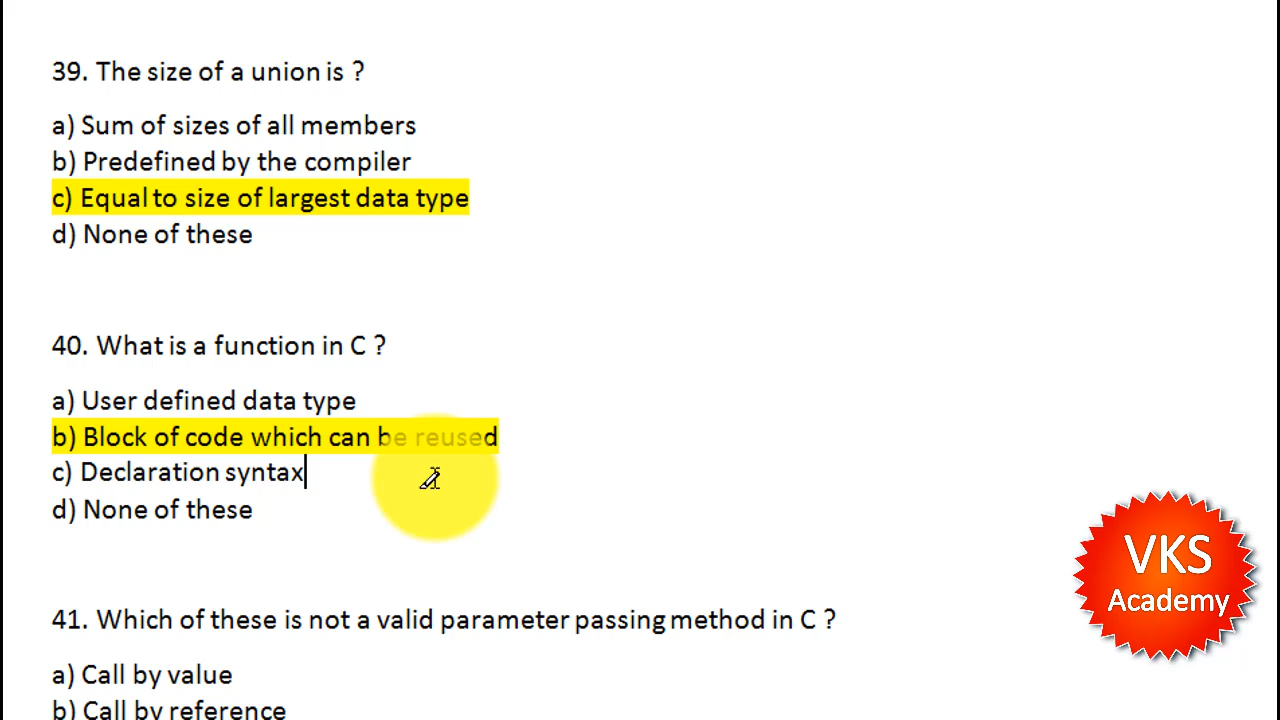 39. The size of a union is ?
a) Sum of sizes of all members
b) Predefined by the compiler
c) Equal to size of largest data type
d) None of these
40. What is a function in C ?
a) User defined data type
b) Block of code which can be reused
c) Declaration syntax
d) None of these
VKS
Academy
41. Which of these is not a valid parameter passing method in C ?
a) Call by value
b) Call by reference